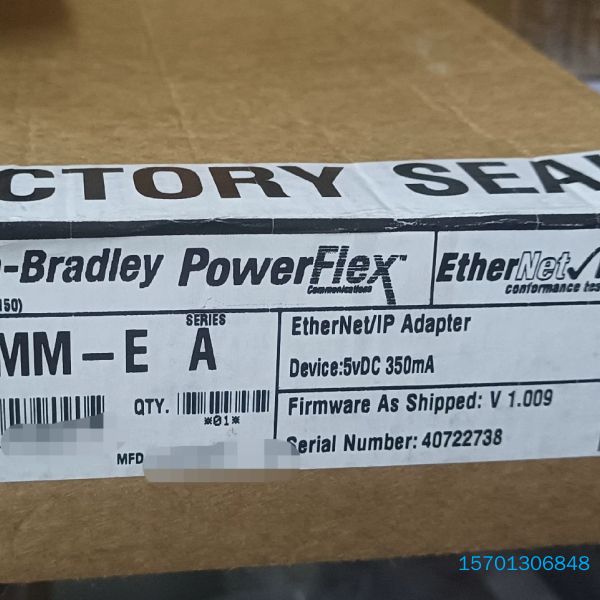 CTORY SEA
-Bradley PowerFlex™
Communications
EtherNet✓
conformance tes
150)
MM-E
SERIES
A
EtherNet/IP Adapter
Device:5vDC 350mA
QTY.
*01*
Firmware As Shipped: V 1.009
MFD
Serial Number: 40722738
15701306848